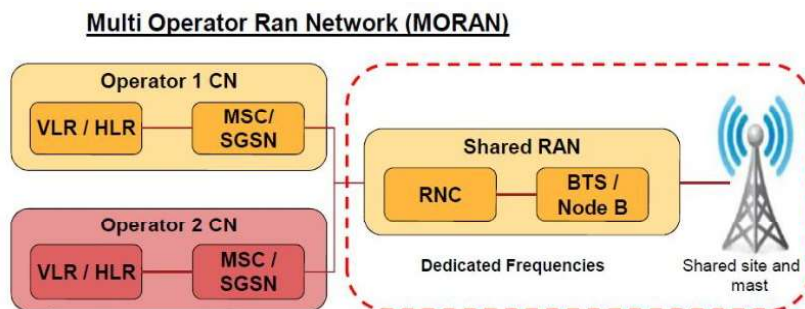 Multi Operator Ran Network (MORAN)
Operator 1 CN
VLR / HLR
MSC/
SGSN
Operator 2 CN
VLR / HLR
MSC /
SGSN
Shared RAN
RNC
BTS /
Node B
Dedicated Frequencies
Shared site and
mast